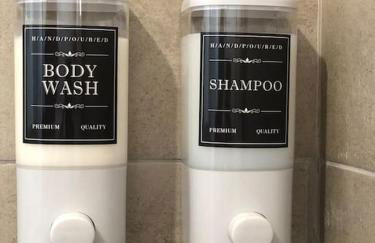 H/A/N/D/P/O/U/R/E/D
BODY
WASH
PREMIUM QUALITY
H/A/N/D/P/O/U/R/E/D
SHAMPOO
PREMIUM QUALITY